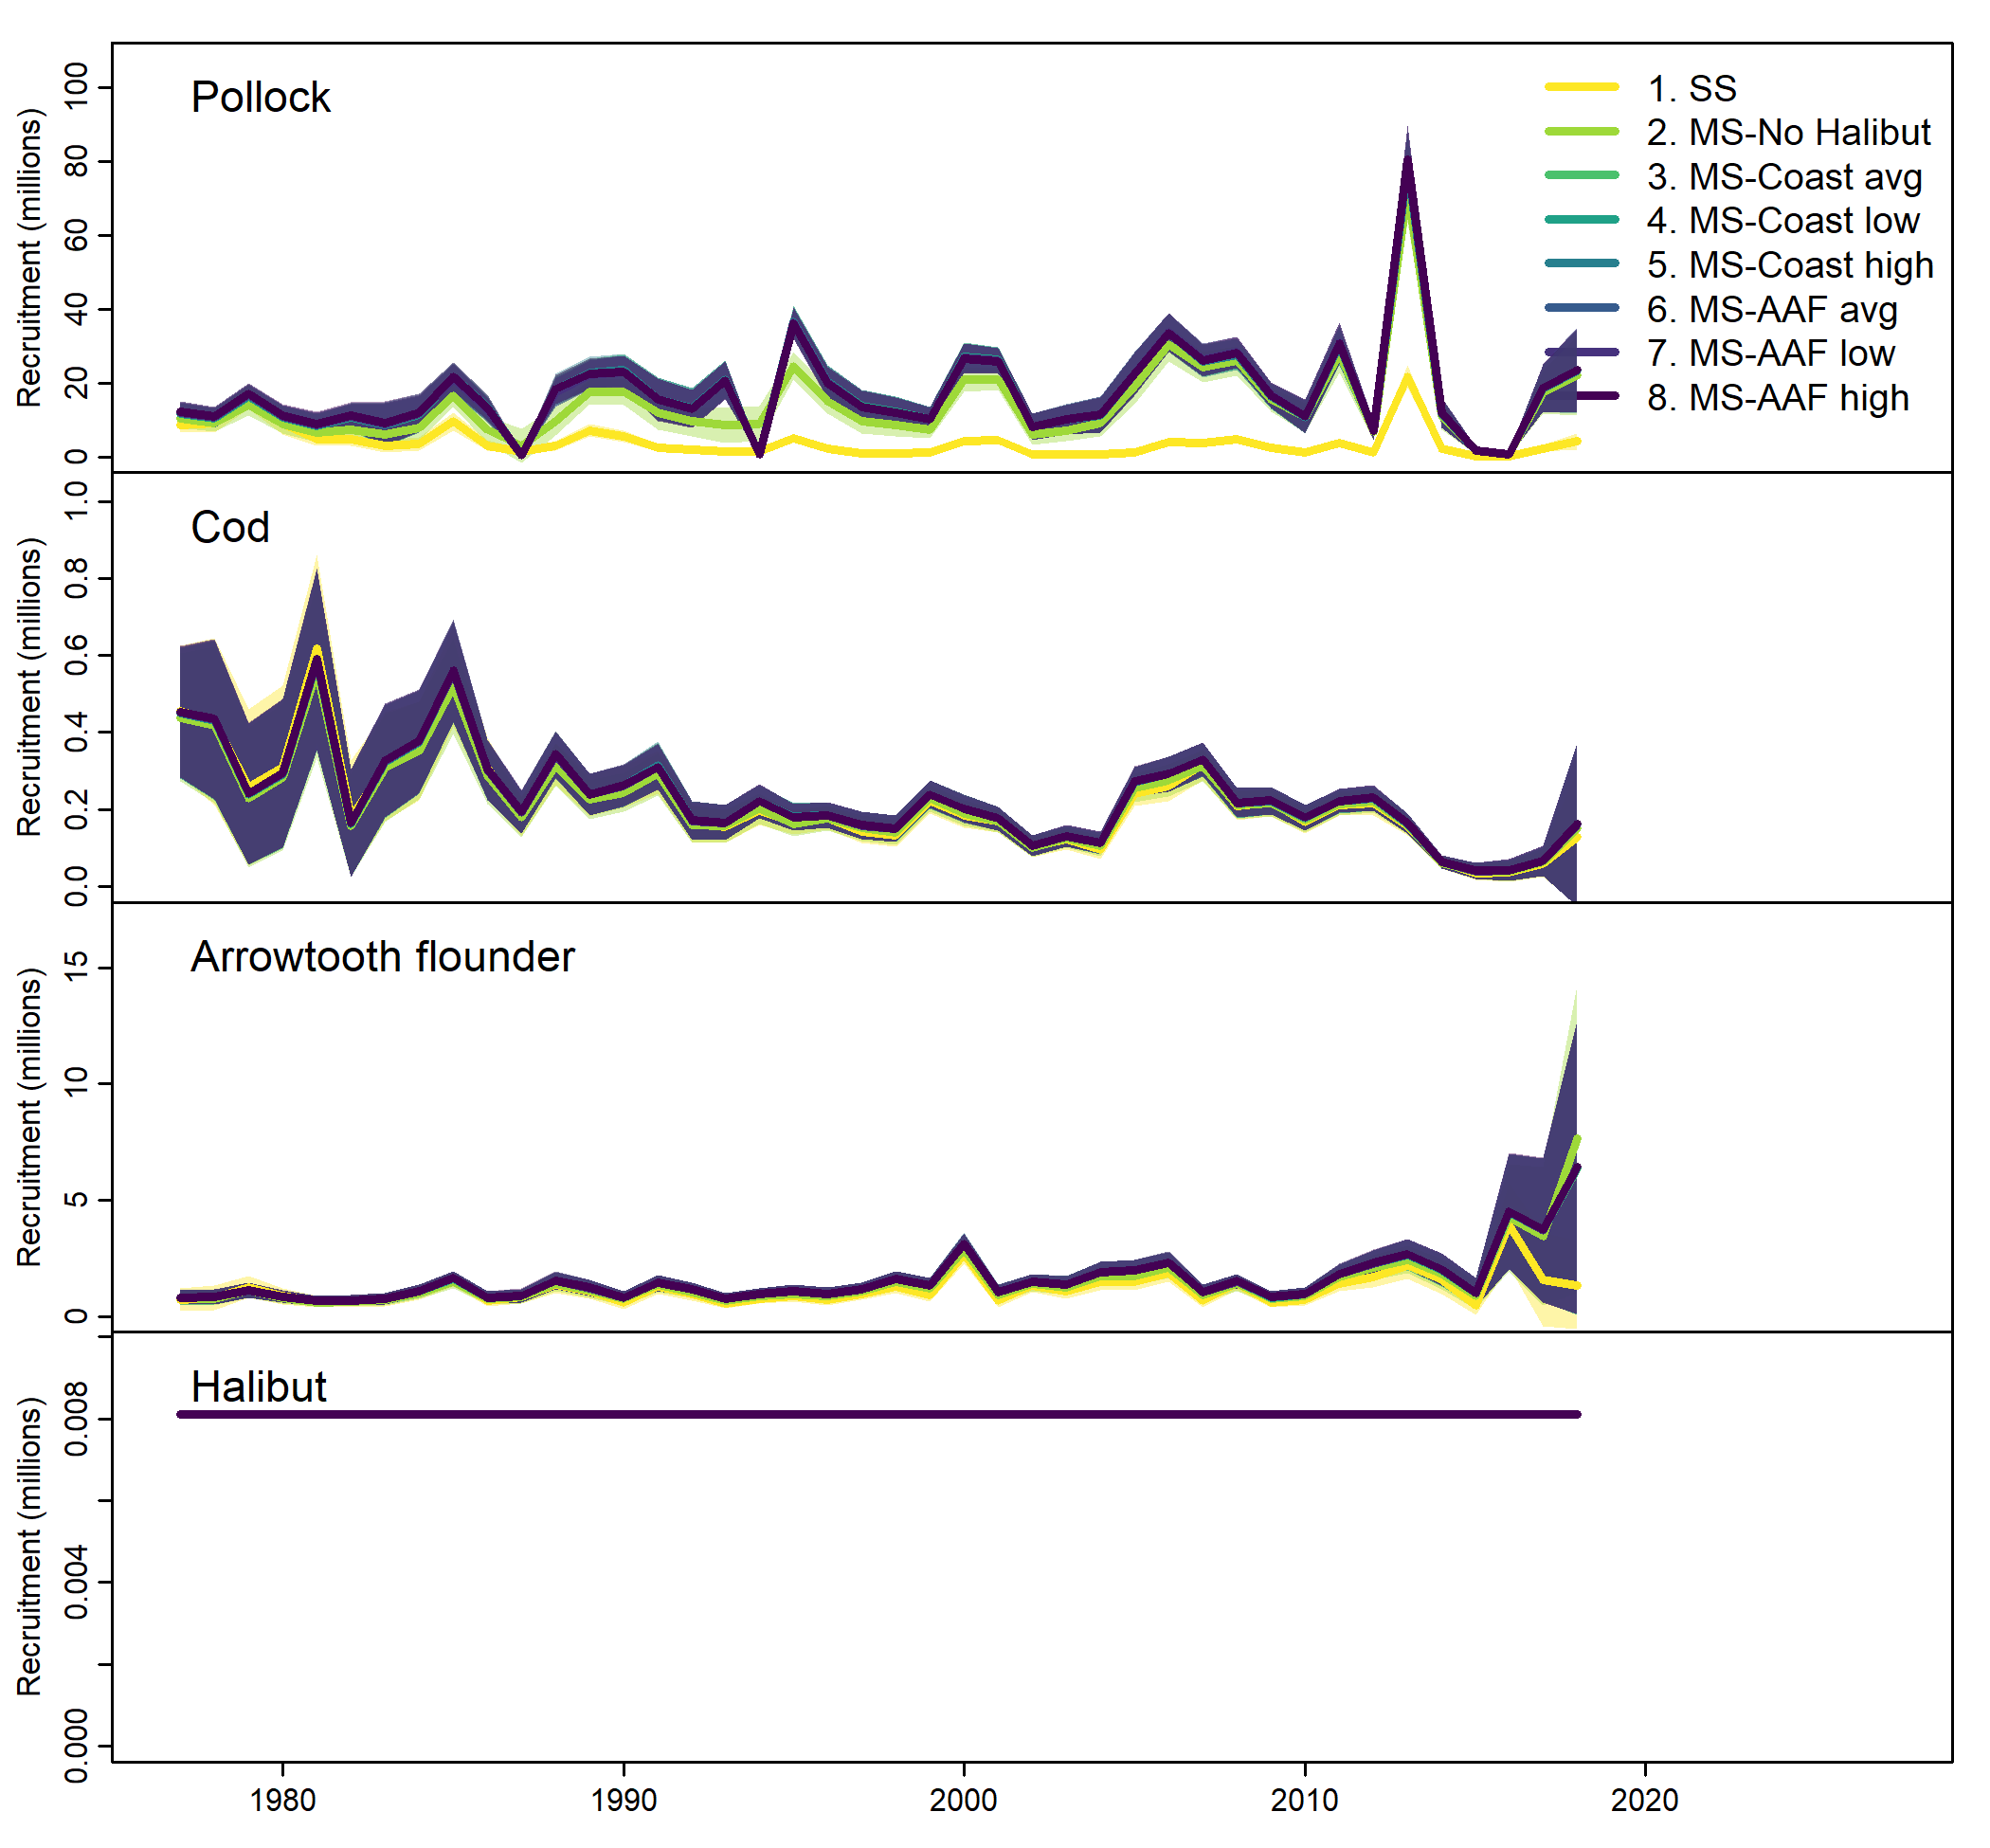 Pollock
Recruitment (millions)
100
80
60
40
20
0
1. SS
2. MS-No Halibut
3. MS-Coast avg
4. MS-Coast low
5. MS-Coast high
6. MS-AAF avg
7. MS-AAF low
8. MS-AAF high
Cod
Recruitment (millions)
1.0
0.8
0.6
0.4
0.2
0.0
Arrowtooth flounder
Recruitment (millions)
15
10
5
0
Halibut
Recruitment (millions)
0.008
0.004
0.000
1980 1990 2000 2010 2020